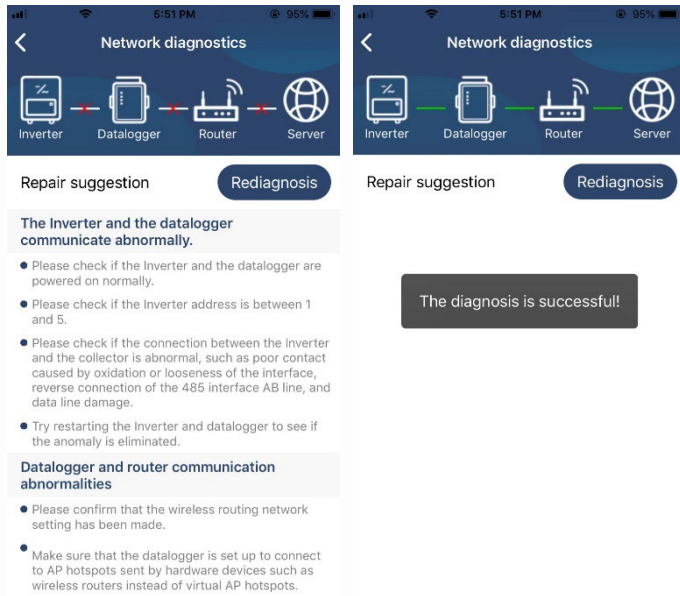 5:51 PM
95%
Network diagnostics
Inverter
Datalogger
Router
Server
Repair suggestion
Rediagnosis
The Inverter and the datalogger
communicate abnormally.
Please check if the Inverter and the datalogger are
powered on normally.
Please check if the Inverter address is between 1
and 5.
Please check if the connection between the Inverter
and the collector is abnormal, such as poor contact
caused by oxidation or looseness of the interface,
reverse connection of the 485 interface AB line, and
data line damage.
Try restarting the Inverter and datalogger to see if
the anomaly is eliminated.
Datalogger and router communication
abnormalities
Please confirm that the wireless routing network
setting has been made.
Make sure that the datalogger is set up to connect
to AP hotspots sent by hardware devices such as
wireless routers instead of virtual AP hotspots.
5:51 PM
95%
Network diagnostics
Inverter
Datalogger
Router
Server
Repair suggestion
Rediagnosis
The diagnosis is successful!